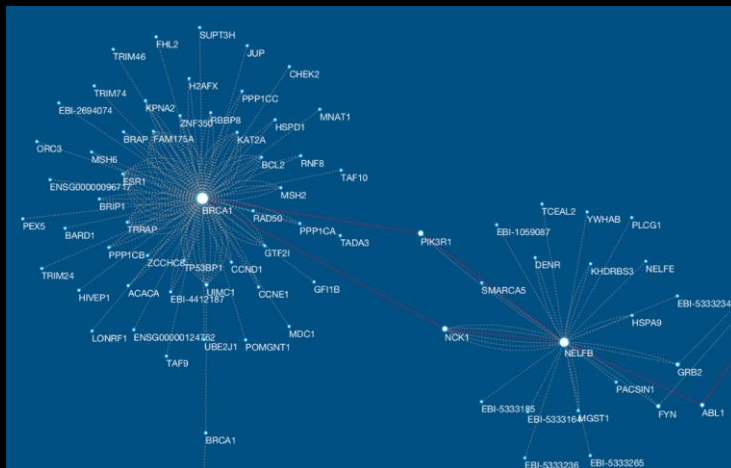 SUPT3H
FHL2
TRIM46
JUP
CHEK2
H2AFX
TRIM74
PPP1CC
EBI-2694074
KPNA2
MNAT1
ZNF350
RBBP8
HSPD1
BRAP
FAM175A
KAT2A
ORC3
MSH6
BCL2
RNF8
TAF10
ESR1
ENSG00000096717
MSH2
BRIP1
BRCA1
RAD50
PEX5
BARD1
TRRAP
PPP1CA
TADA3
PPP1CB
ZCCHC8
TP53BP1
CCND1
GTF2I
TRIM24
HIVEP1
ACACA
EBI-4412187
UIMC1
CCNE1
GFI1B
LONRF1
ENSG00000124762
UBE2J1
POMGNT1
MDC1
TAF9
BRCA1
PIK3R1
TCEAL2
YWHAB
EBI-1059087
PLCG1
DENR
KHDRBS3
NELFE
SMARCA5
EBI-5333234
HSPA9
NCK1
NELFB
GRB2
PACSIN1
EBI-5333185
EBI-5333164
MGST1
FYN
ABL1
EBI-5333236
EBI-5333265